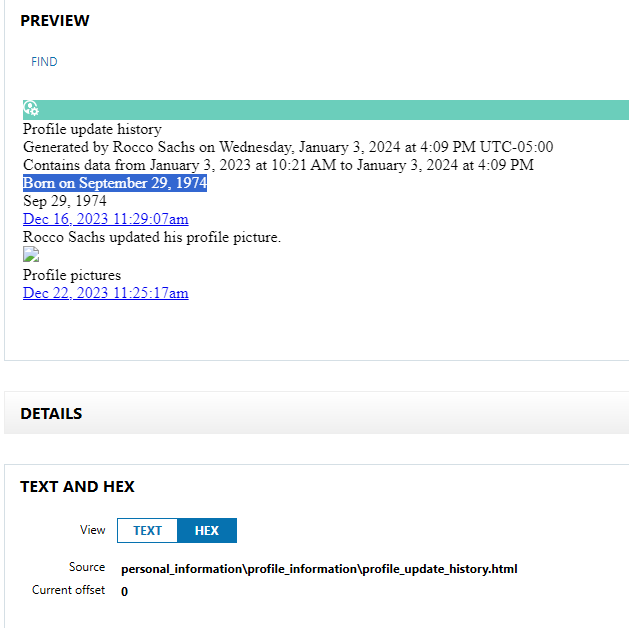 PREVIEW
FIND
Profile update history
Generated by Rocco Sachs on Wednesday, January 3, 2024 at 4:09 PM UTC-05:00
Contains data from January 3, 2023 at 10:21 AM to January 3, 2024 at 4:09 PM
Born on September 29, 1974
Sep 29, 1974
Dec 16, 2023 11:29:07am
Rocco Sachs updated his profile picture.
Profile pictures
Dec 22, 2023 11:25:17am
DETAILS
TEXT AND HEX
View TEXT HEX
Source personal_information\profile_information\profile_update_history.html
Current offset 0